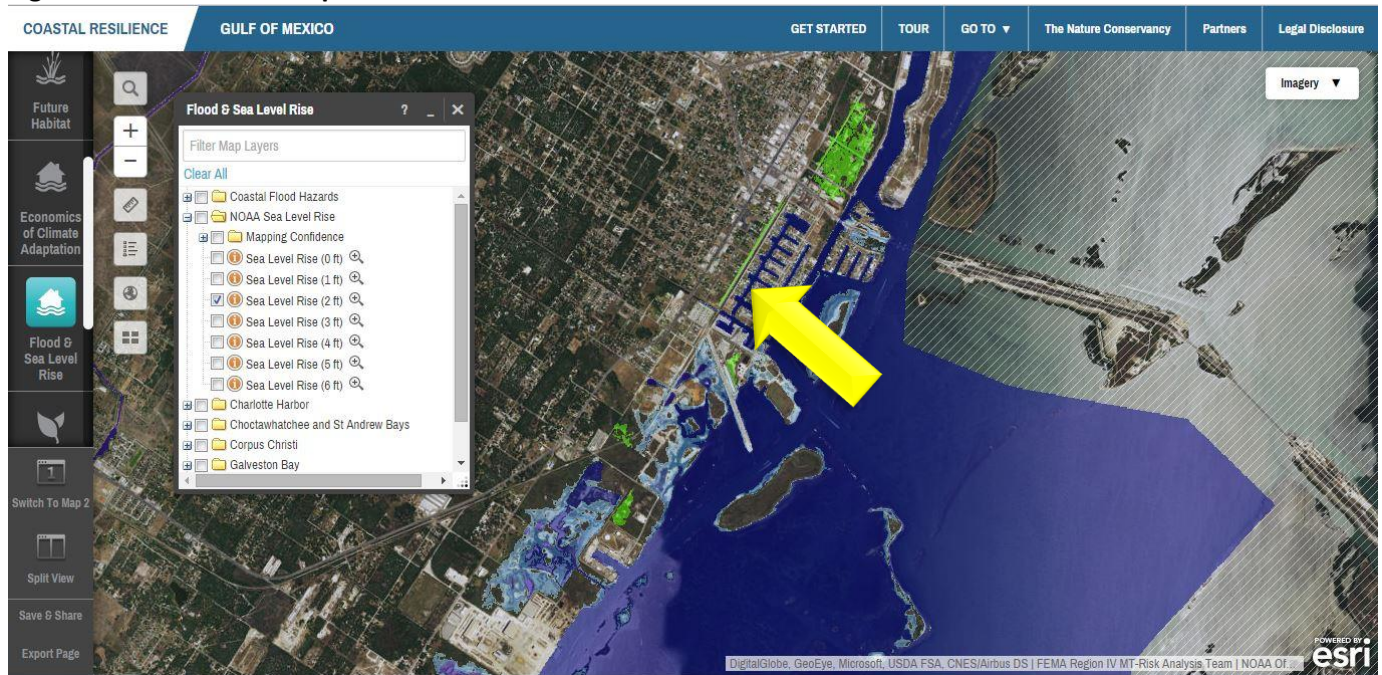 COASTAL RESILIENCE
GULF OF MEXICO
GET STARTED
TOUR
GO TO ▼
The Nature Conservancy
Partners
Legal Disclosure
Imagery ▼
Future
Habitat
Economics
of Climate
Adaptation
Flood &
Sea Level
Rise
1
Switch To Map 2
Split View
Save & Share
Export Page
Flood & Sea Level Rise ? _ ×
Filter Map Layers
Clear All
Coastal Flood Hazards
NOAA Sea Level Rise
Mapping Confidence
Sea Level Rise (0 ft)
Sea Level Rise (1 ft)
Sea Level Rise (2 ft)
Sea Level Rise (3 ft)
Sea Level Rise (4 ft)
Sea Level Rise (5 ft)
Sea Level Rise (6 ft)
Charlotte Harbor
Choctawhatchee and St Andrew Bays
Corpus Christi
Galveston Bay
DigitalGlobe, GeoEye, Microsoft, USDA FSA, CNES/Airbus DS | FEMA Region IV MT-Risk Analysis Team | NOAA Of...
POWERED BY
esri